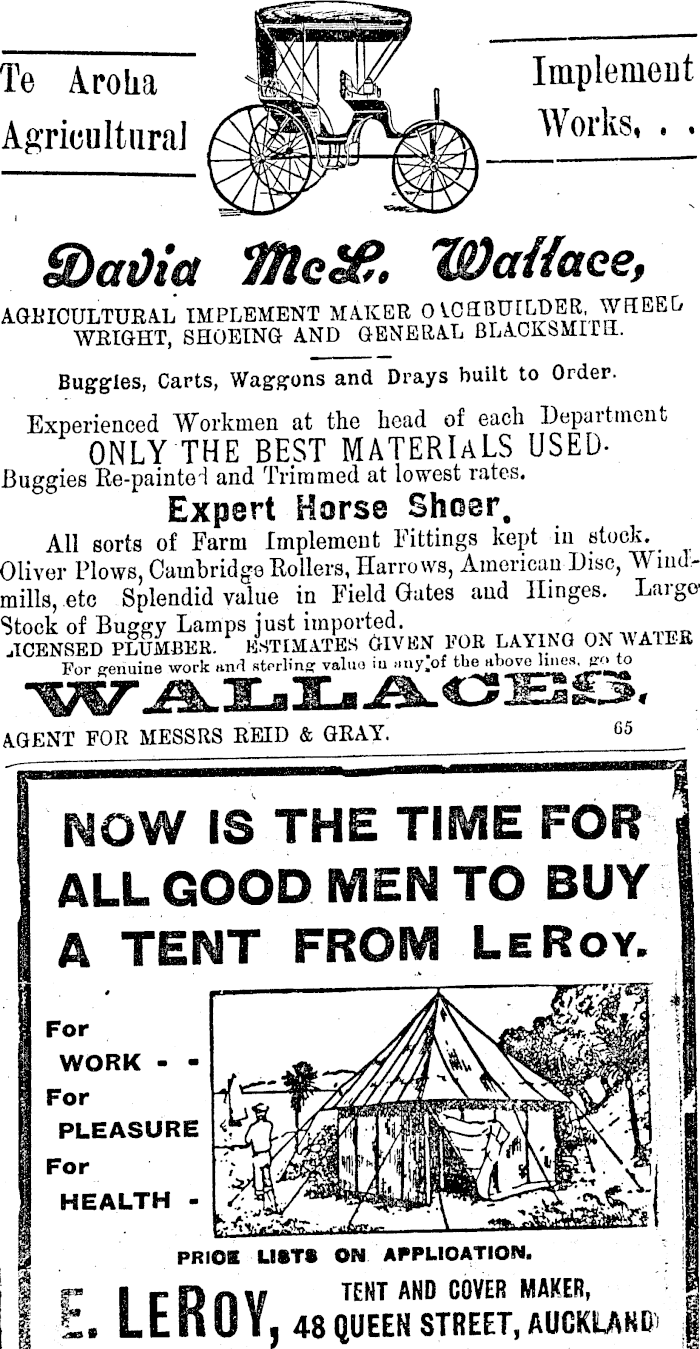 Te Aroha
Agricultural
Implement
Works. . .
David McL. Wallace,
AGRICULTURAL IMPLEMENT MAKER O\CHBUILDER, WHEEL
WRIGHT, SHOEING AND GENERAL BLACKSMITH.
Buggies, Carts, Waggons and Drays built to Order.
Experienced Workmen at the head of each Department
ONLY THE BEST MATERIALS USED.
Buggies Re-painted and Trimmed at lowest rates.
Expert Horse Shoer.
All sorts of Farm Implement Fittings kept in stock.
Oliver Plows, Cambridge Rollers, Harrows, American Disc, Wind-
mills, etc Splendid value in Field Gates and Hinges. Large
Stock of Buggy Lamps just imported.
LICENSED PLUMBER. ESTIMATES GIVEN FOR LAYING ON WATER
For genuine work and sterling value in any of the above lines, go to
WALLACES.
AGENT FOR MESSRS REID & GRAY. 65
NOW IS THE TIME FOR
ALL GOOD MEN TO BUY
A TENT FROM LEROY.
For
WORK - -
For
PLEASURE
For
HEALTH -
PRICE LISTS ON APPLICATION.
E. LEROY, TENT AND COVER MAKER,
48 QUEEN STREET, AUCKLAND